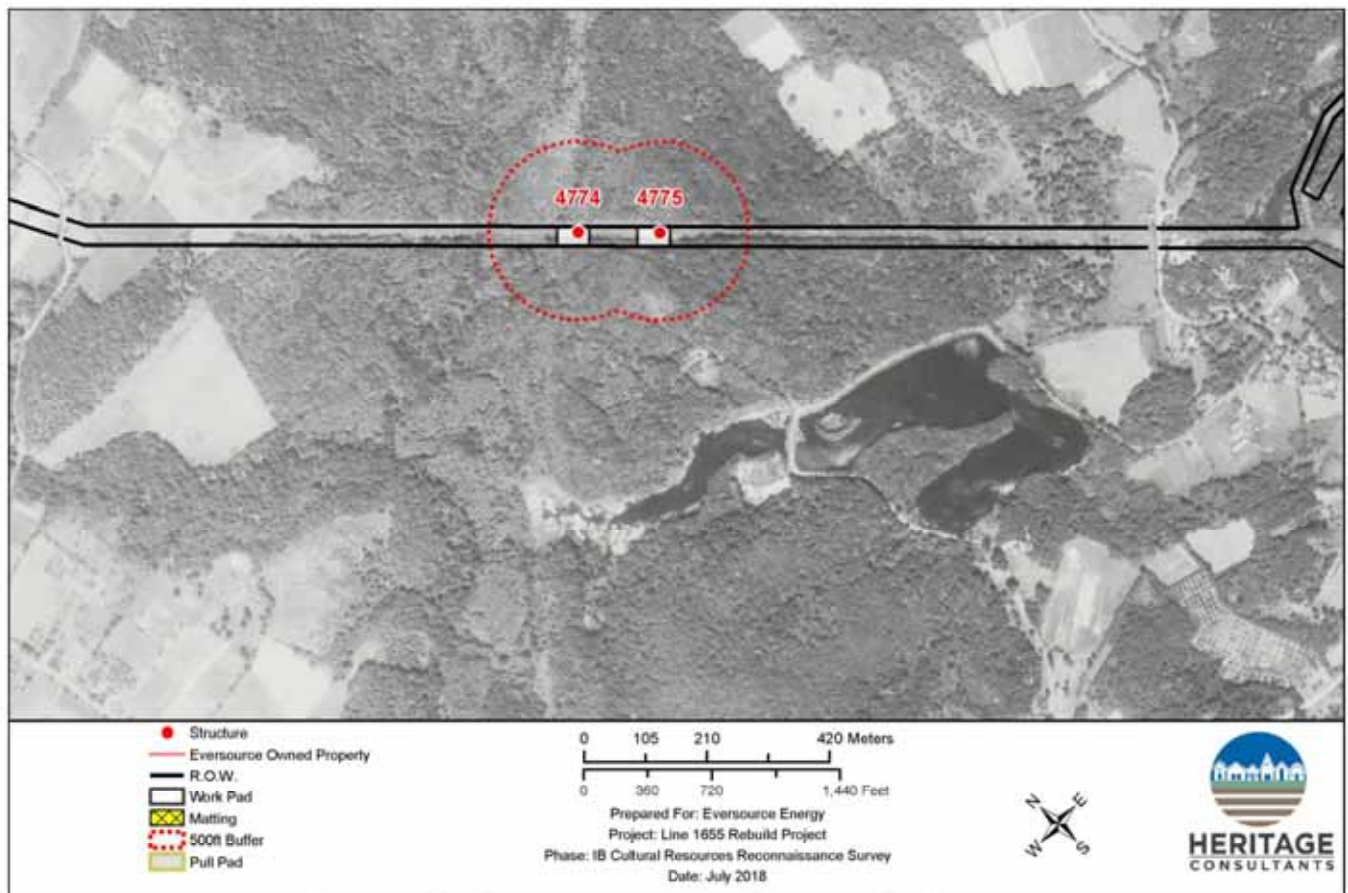 4774 4775
Structure
Eversource Owned Property
R.O.W.
Work Pad
Matting
500ft Buffer
Pull Pad
0 105 210 420 Meters
0 360 720 1,440 Feet
Prepared For: Eversource Energy
Project: Line 1655 Rebuild Project
Phase: IB Cultural Resources Reconnaissance Survey
Date: July 2018
N E
W S
HERITAGE
CONSULTANTS